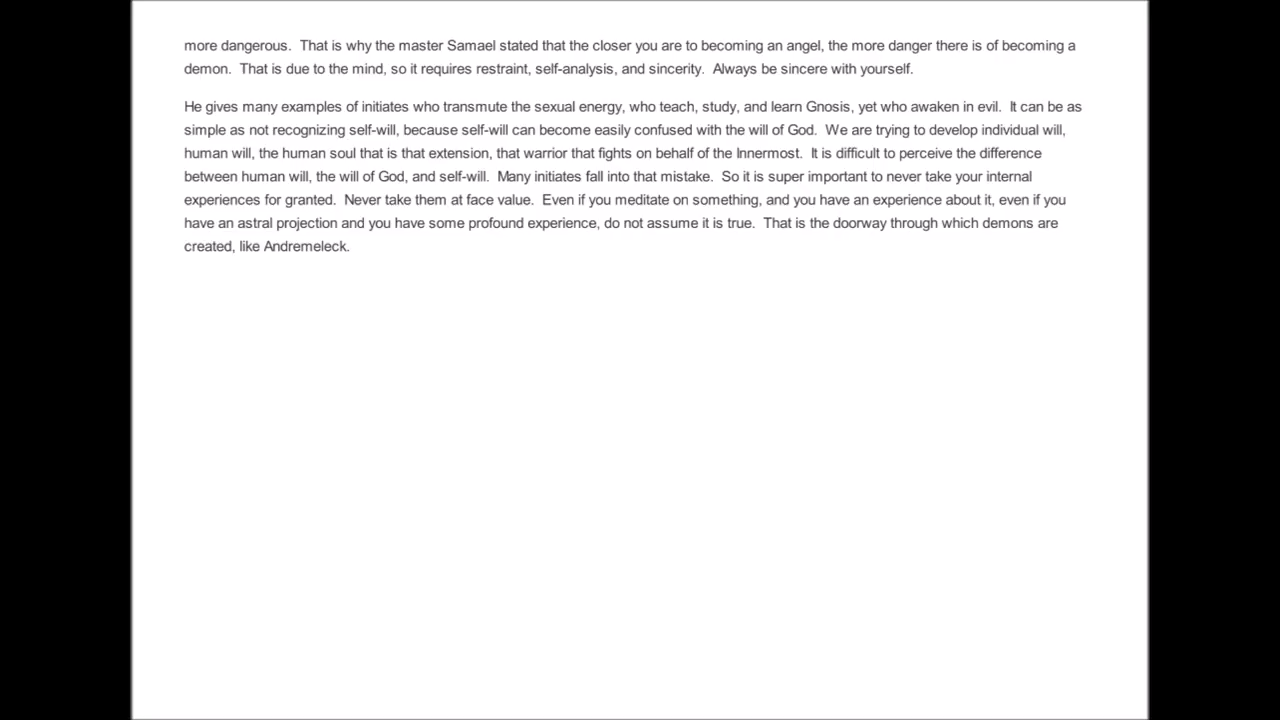 more dangerous.  That is why the master Samael stated that the closer you are to becoming an angel, the more danger there is of becoming a
demon.  That is due to the mind, so it requires restraint, self-analysis, and sincerity.  Always be sincere with yourself.
He gives many examples of initiates who transmute the sexual energy, who teach, study, and learn Gnosis, yet who awaken in evil.  It can be as
simple as not recognizing self-will, because self-will can become easily confused with the will of God.  We are trying to develop individual will,
human will, the human soul that is that extension, that warrior that fights on behalf of the Innermost.  It is difficult to perceive the difference
between human will, the will of God, and self-will.  Many initiates fall into that mistake.  So it is super important to never take your internal
experiences for granted.  Never take them at face value.  Even if you meditate on something, and you have an experience about it, even if you
have an astral projection and you have some profound experience, do not assume it is true.  That is the doorway through which demons are
created, like Andremeleck.